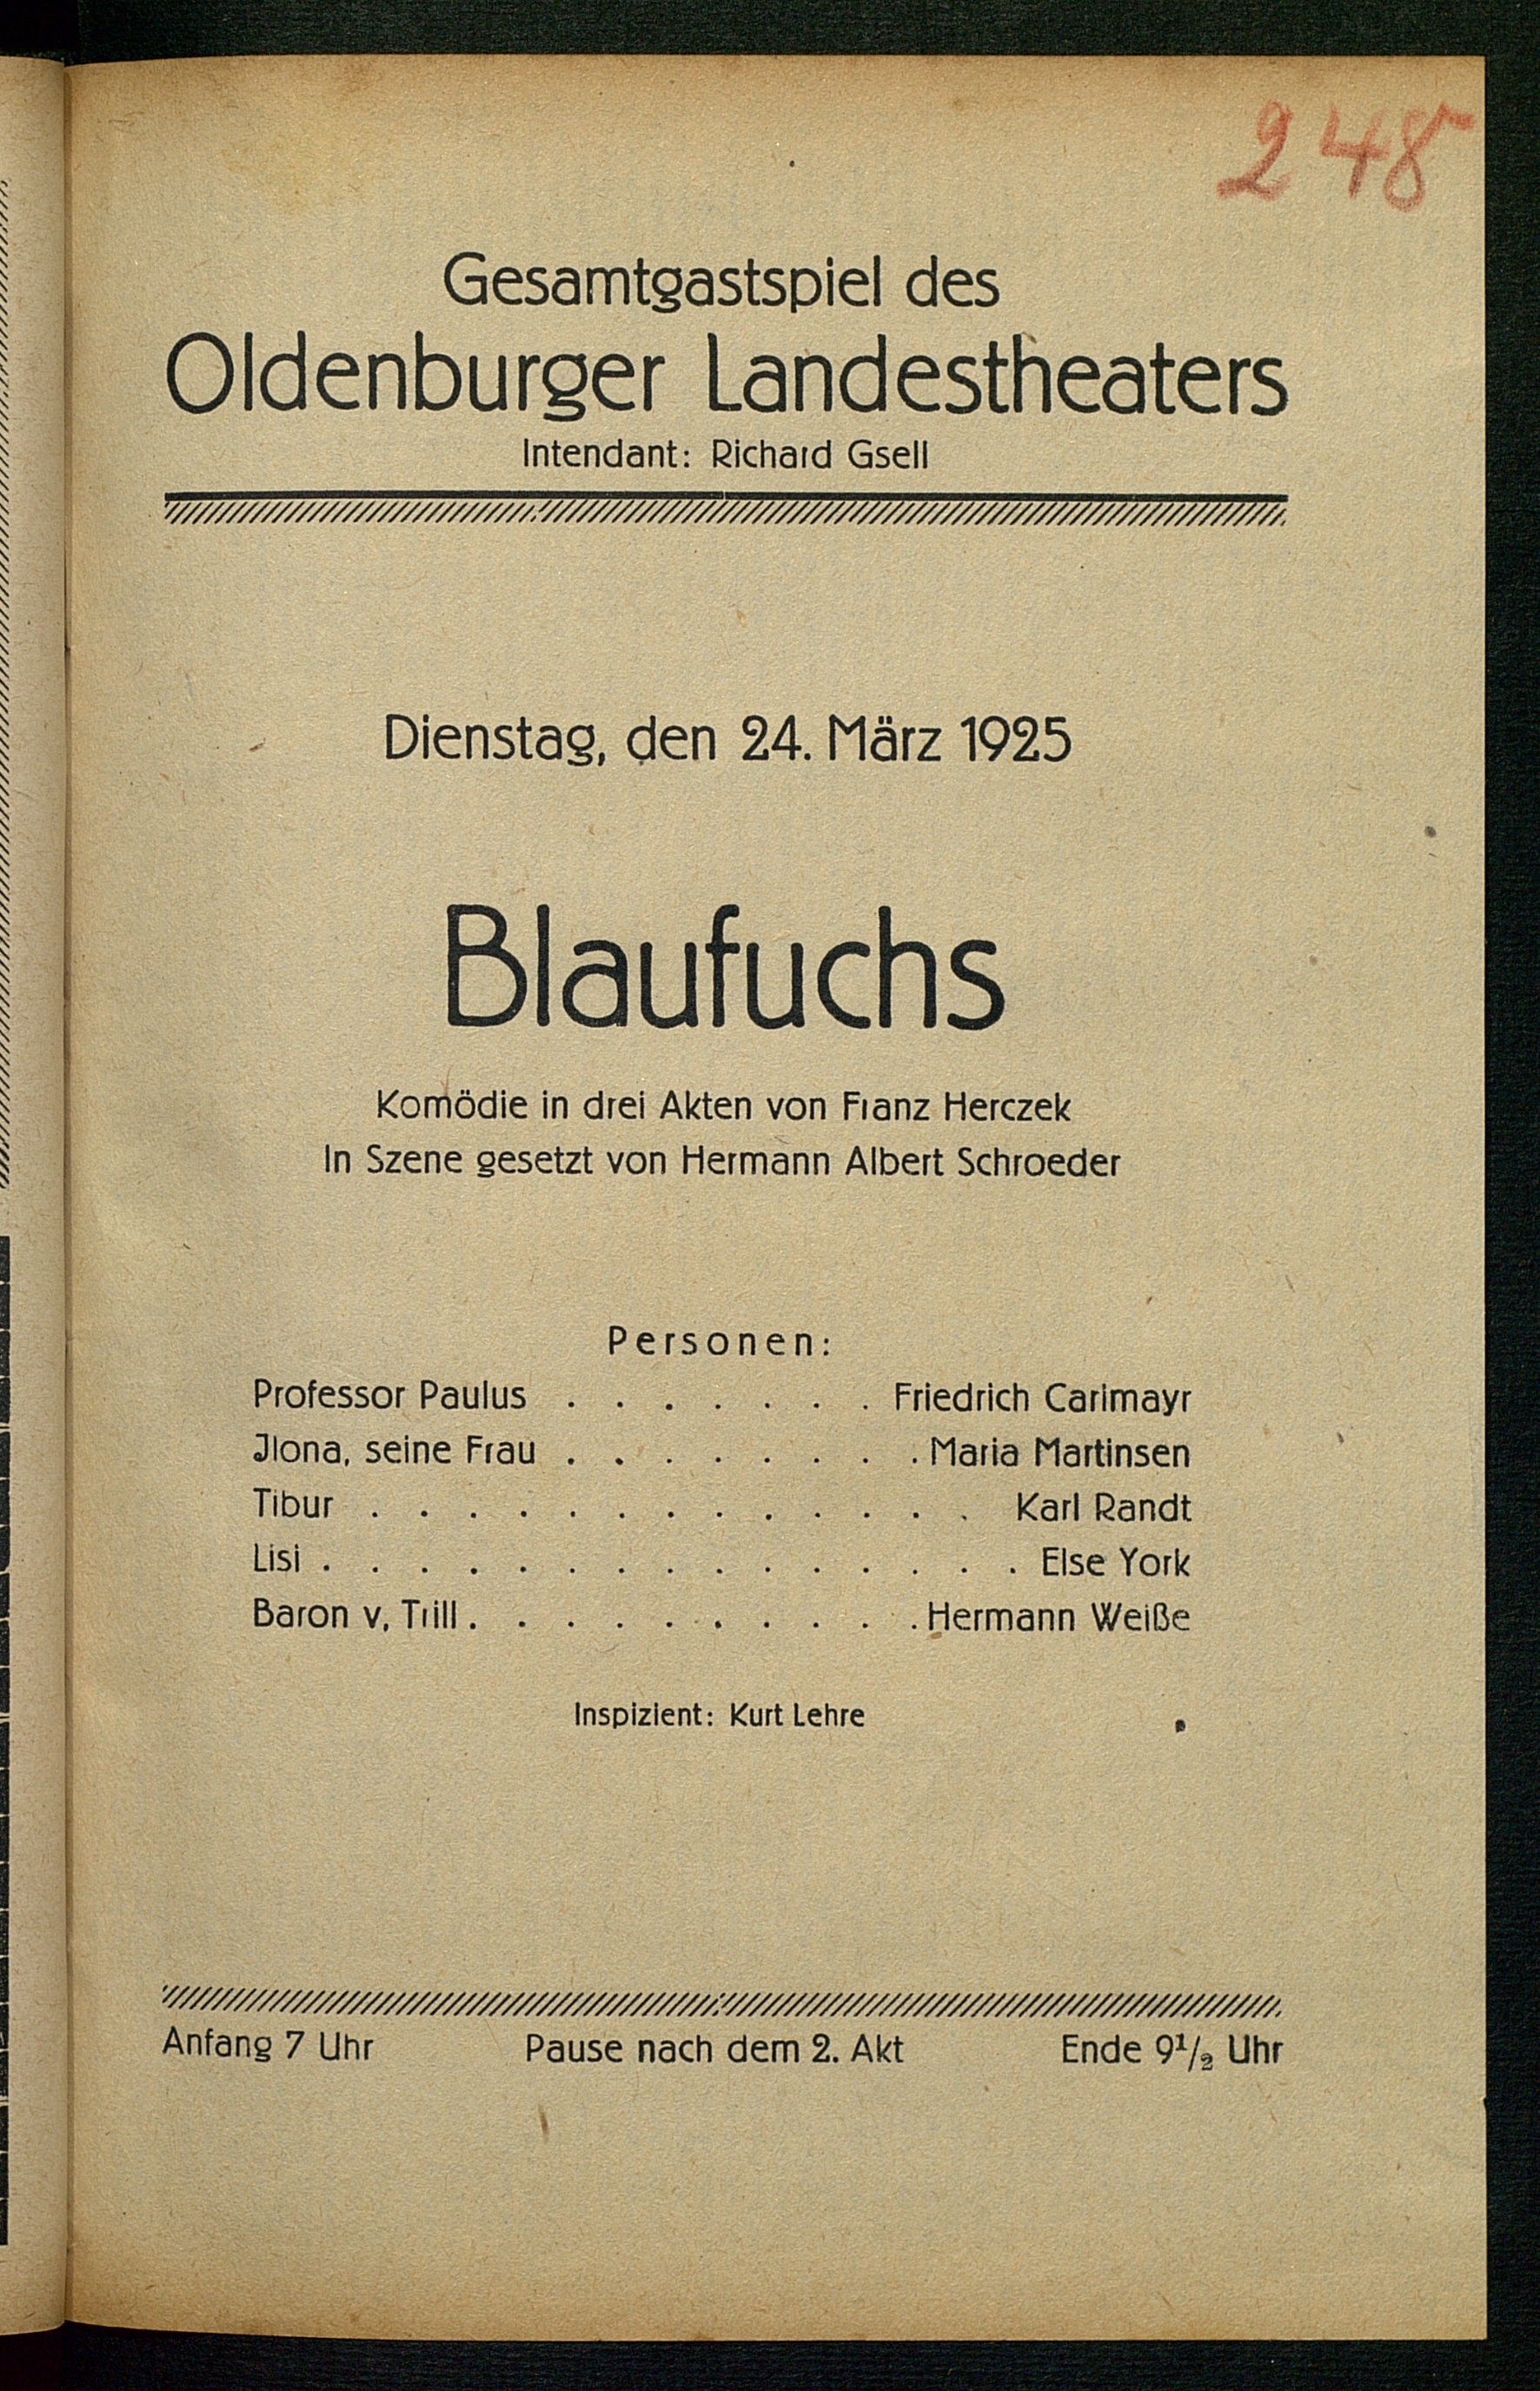 248
Gesamtgastspiel des
Oldenburger Landestheaters
Intendant: Richard Gsell
Dienstag, den 24. März 1925
Blaufuchs
Komödie in drei Akten von Franz Herczek
In Szene gesetzt von Hermann Albert Schroeder
Personen:
Professor Paulus . . . . . . . Friedrich Carlmayr
Jlona, seine Frau . . . . . . . . Maria Martinsen
Tibur . . . . . . . . . . . . . Karl Randt
Lisi . . . . . . . . . . . . . . . Else York
Baron v. Trill . . . . . . . . . . Hermann Weiße
Inspizient: Kurt Lehre
Anfang 7 Uhr Pause nach dem 2. Akt Ende 9½ Uhr